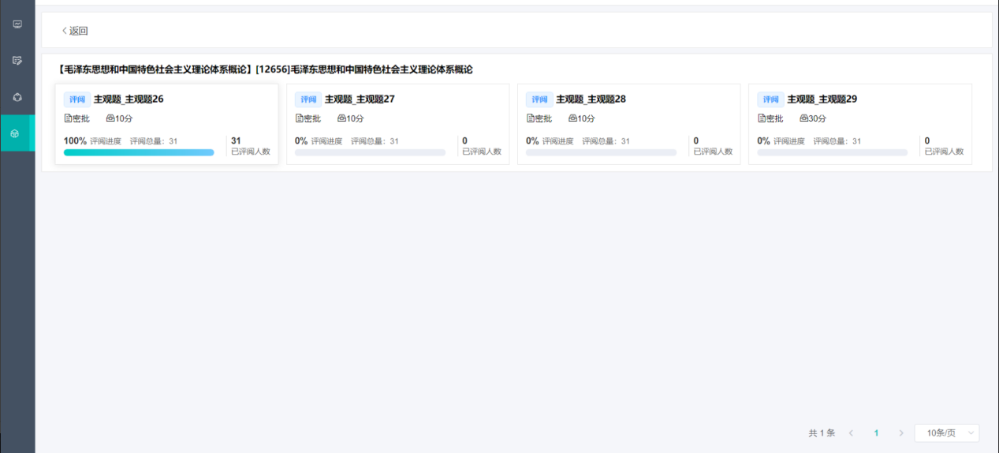 返回
【毛泽东思想和中国特色社会主义理论体系概论】[12656]毛泽东思想和中国特色社会主义理论体系概论
评阅 主观题_主观题26
密批 10分
100% 评阅进度 评阅总量：31
31
已评阅人数
评阅 主观题_主观题27
密批 10分
0% 评阅进度 评阅总量：31
0
已评阅人数
评阅 主观题_主观题28
密批 10分
0% 评阅进度 评阅总量：31
0
已评阅人数
评阅 主观题_主观题29
密批 30分
0% 评阅进度 评阅总量：31
0
已评阅人数
共 1 条 1 10条/页